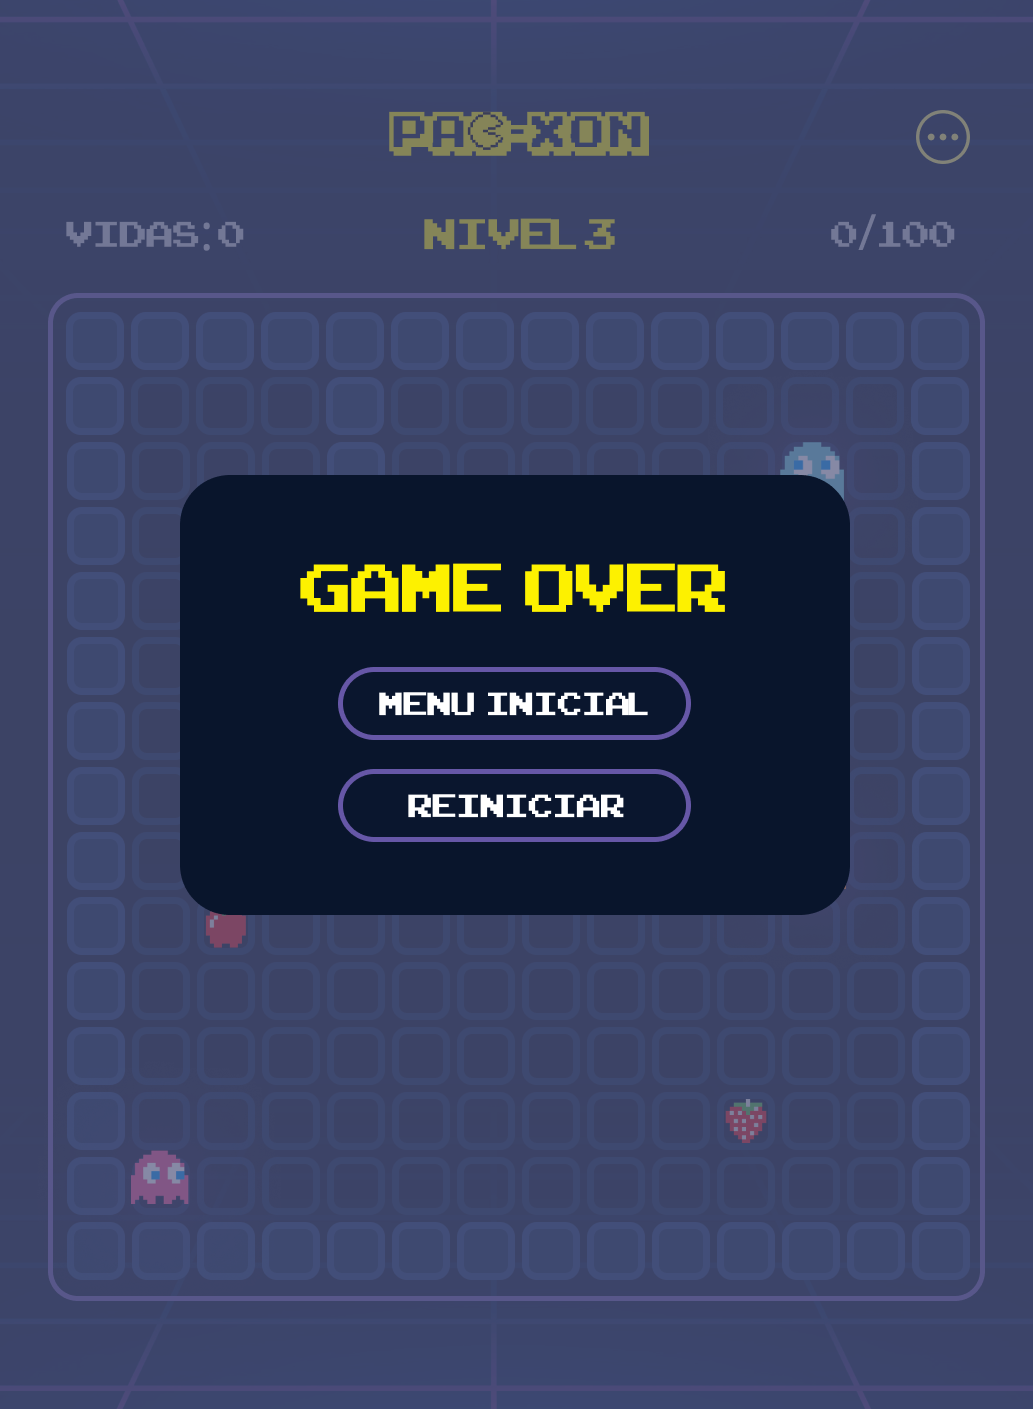 PAC-XON
VIDAS:0 NIVEL 3 0/100
GAME OVER
MENU INICIAL
REINICIAR